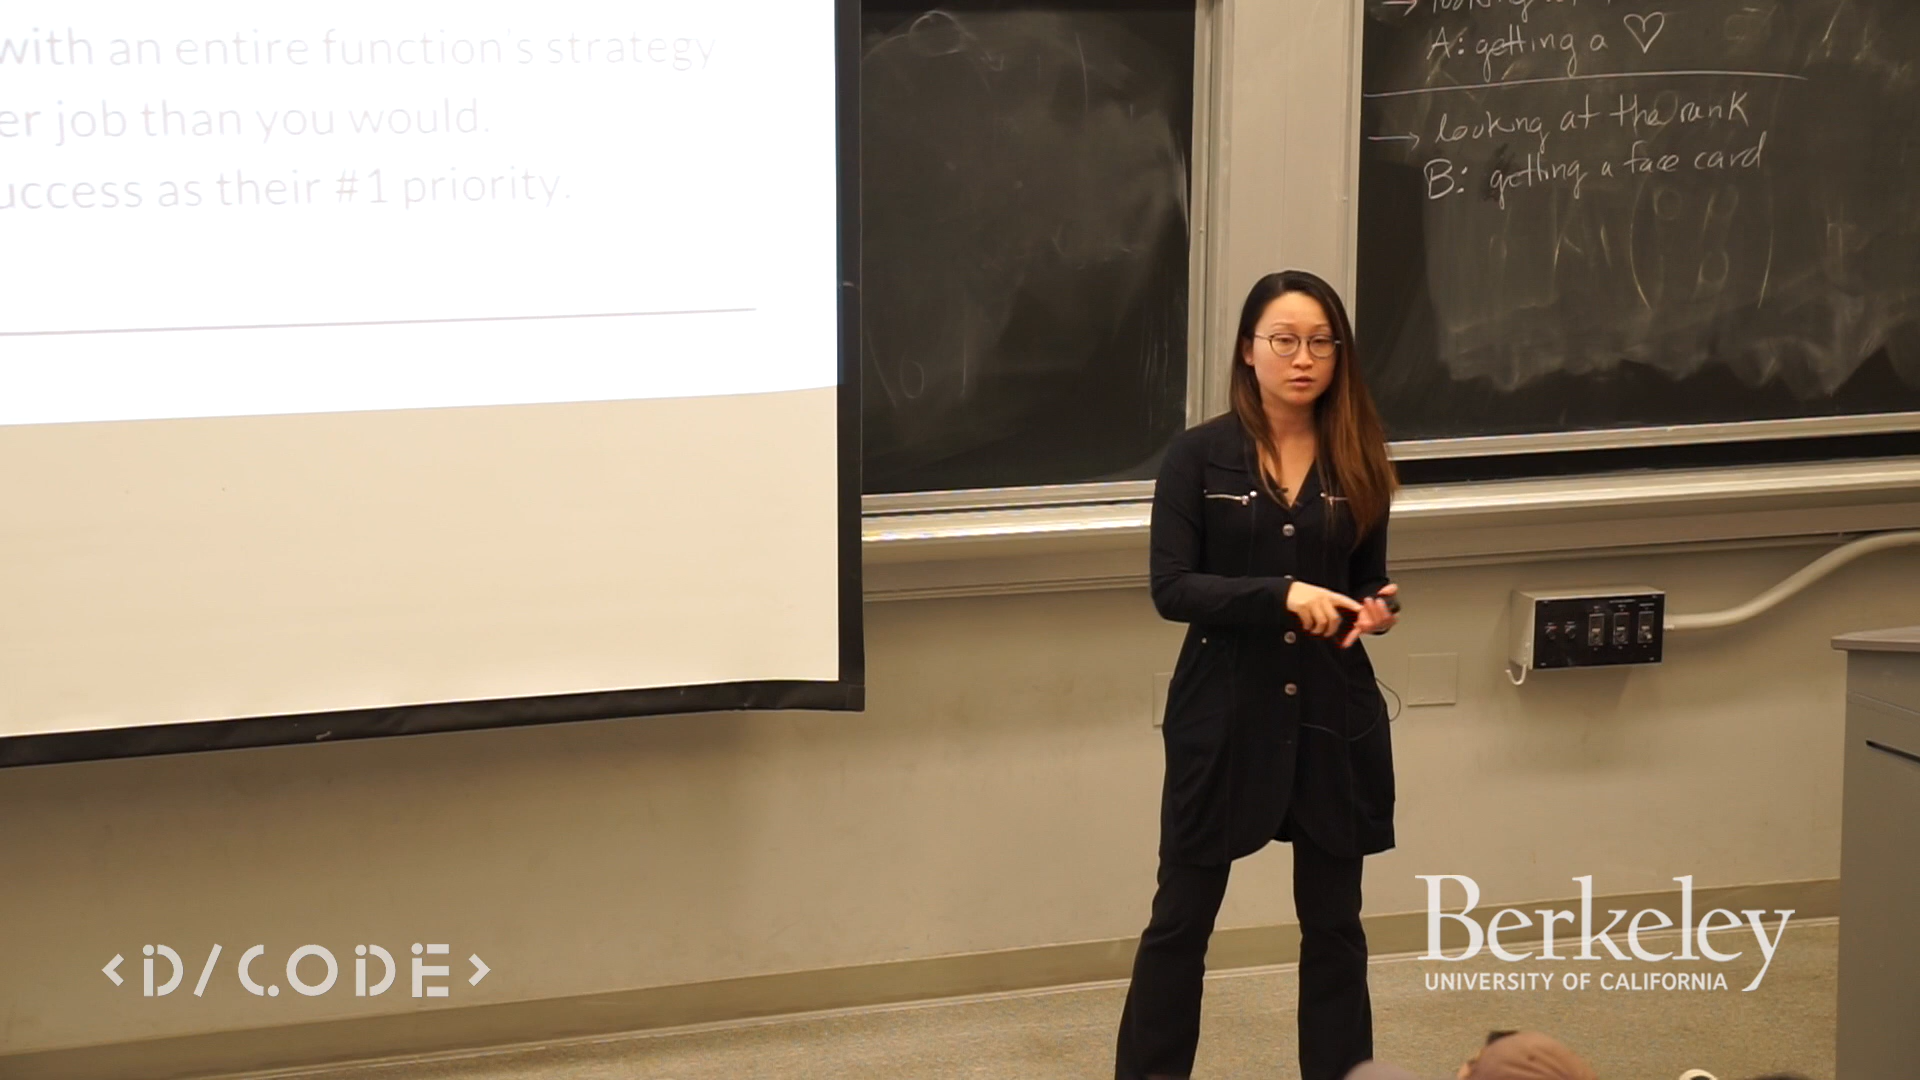 with an entire function's strategy
er job than you would.
uccess as their #1 priority.
A: getting a ♡
→ looking at the rank
B: getting a face card
<D/CODE>
Berkeley
UNIVERSITY OF CALIFORNIA